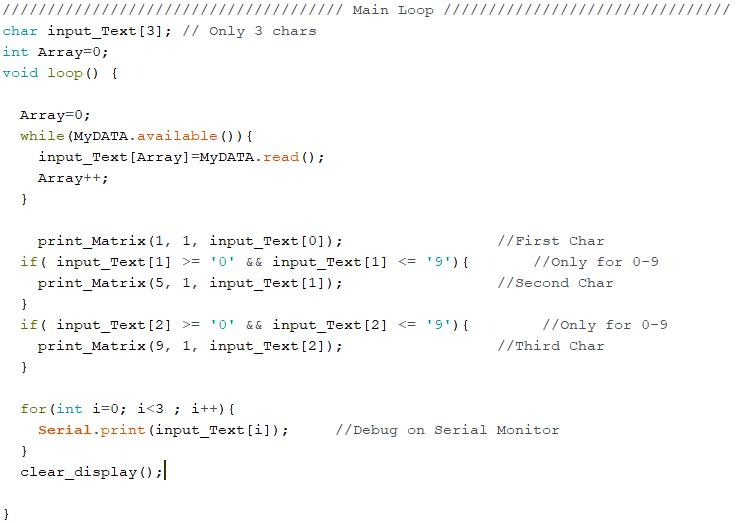 ////////////////////////////////////// Main Loop ////////////////////////////////
char input_Text[3]; // Only 3 chars
int Array=0;
void loop() {
Array=0;
while(MyDATA.available()){
input_Text[Array]=MyDATA.read();
Array++;
}
print_Matrix(1, 1, input_Text[0]); //First Char
if( input_Text[1] >= '0' && input_Text[1] <= '9'){ //Only for 0-9
print_Matrix(5, 1, input_Text[1]); //Second Char
}
if( input_Text[2] >= '0' && input_Text[2] <= '9'){ //Only for 0-9
print_Matrix(9, 1, input_Text[2]); //Third Char
}
for(int i=0; i<3 ; i++){
Serial.print(input_Text[i]); //Debug on Serial Monitor
}
clear_display();
}